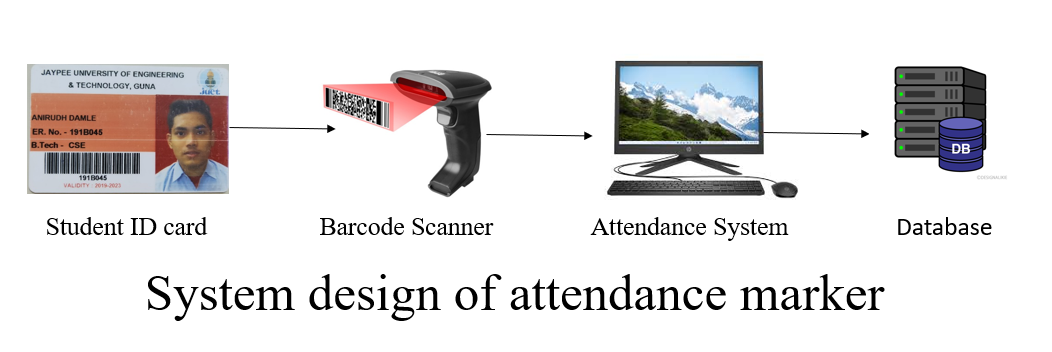 JAYPEE UNIVERSITY OF ENGINEERING
& TECHNOLOGY, GUNA
ANIRUDH DAMLE
ER. No. - 191B045
B.Tech - CSE
191B045
VALIDITY : 2019-2023
DB
Student ID card
Barcode Scanner
Attendance System
Database
System design of attendance marker